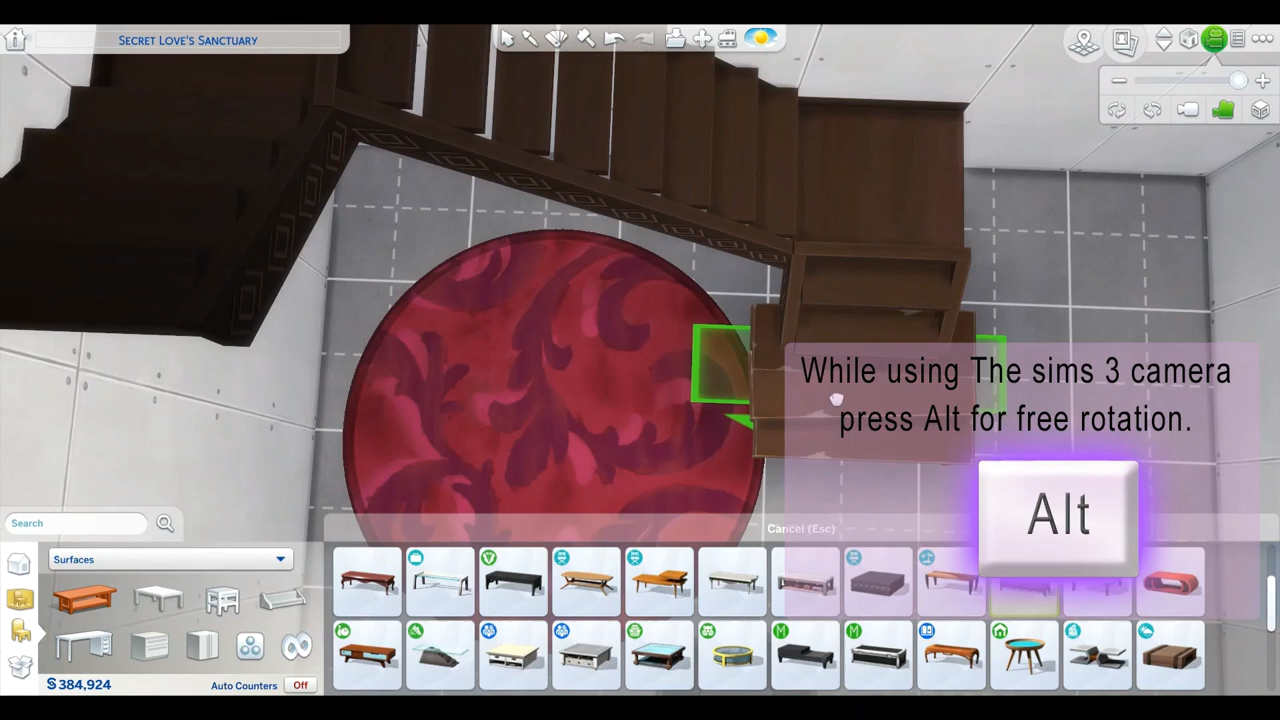 SECRET LOVE'S SANCTUARY
While using The sims 3 camera
press Alt for free rotation.
Alt
Cancel (Esc)
Search
Surfaces
§384,924
Auto Counters
Off